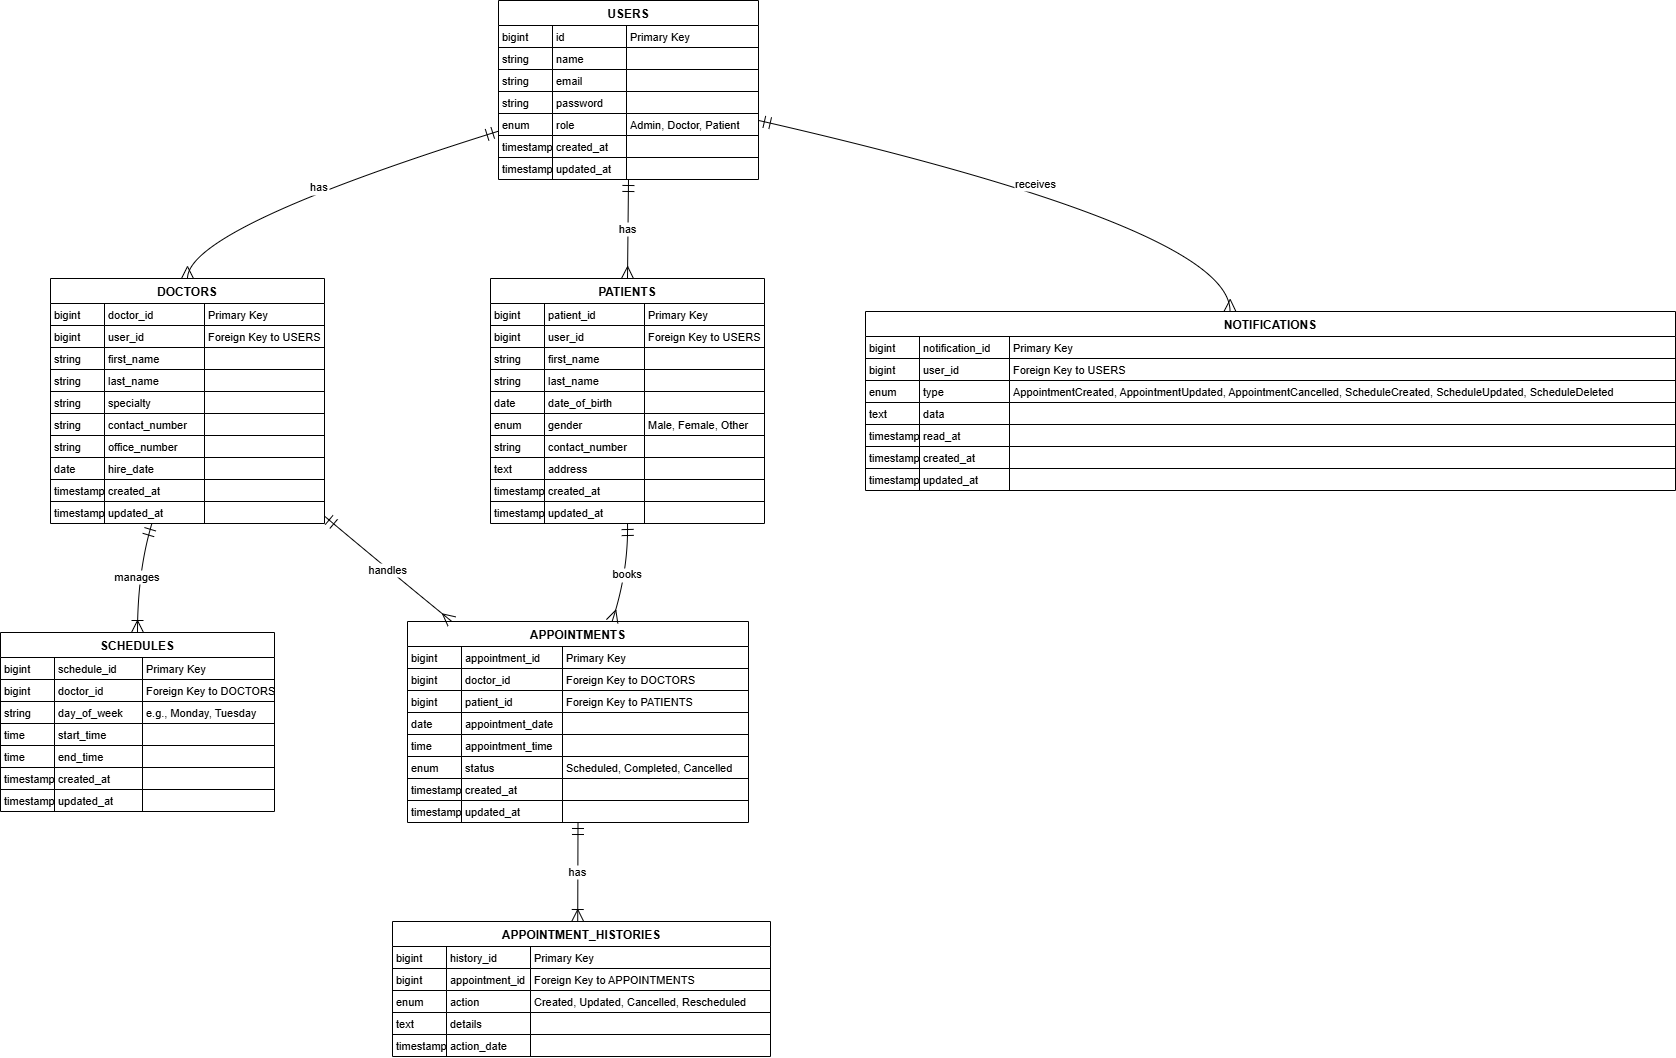 USERS
bigint id Primary Key
string name
string email
string password
enum role Admin, Doctor, Patient
timestamp created_at
timestamp updated_at
has
has
receives
DOCTORS
bigint doctor_id Primary Key
bigint user_id Foreign Key to USERS
string first_name
string last_name
string specialty
string contact_number
string office_number
date hire_date
timestamp created_at
timestamp updated_at
PATIENTS
bigint patient_id Primary Key
bigint user_id Foreign Key to USERS
string first_name
string last_name
date date_of_birth
enum gender Male, Female, Other
string contact_number
text address
timestamp created_at
timestamp updated_at
NOTIFICATIONS
bigint notification_id Primary Key
bigint user_id Foreign Key to USERS
enum type AppointmentCreated, AppointmentUpdated, AppointmentCancelled, ScheduleCreated, ScheduleUpdated, ScheduleDeleted
text data
timestamp read_at
timestamp created_at
timestamp updated_at
manages
handles
books
SCHEDULES
bigint schedule_id Primary Key
bigint doctor_id Foreign Key to DOCTORS
string day_of_week e.g., Monday, Tuesday
time start_time
time end_time
timestamp created_at
timestamp updated_at
APPOINTMENTS
bigint appointment_id Primary Key
bigint doctor_id Foreign Key to DOCTORS
bigint patient_id Foreign Key to PATIENTS
date appointment_date
time appointment_time
enum status Scheduled, Completed, Cancelled
timestamp created_at
timestamp updated_at
has
APPOINTMENT_HISTORIES
bigint history_id Primary Key
bigint appointment_id Foreign Key to APPOINTMENTS
enum action Created, Updated, Cancelled, Rescheduled
text details
timestamp action_date